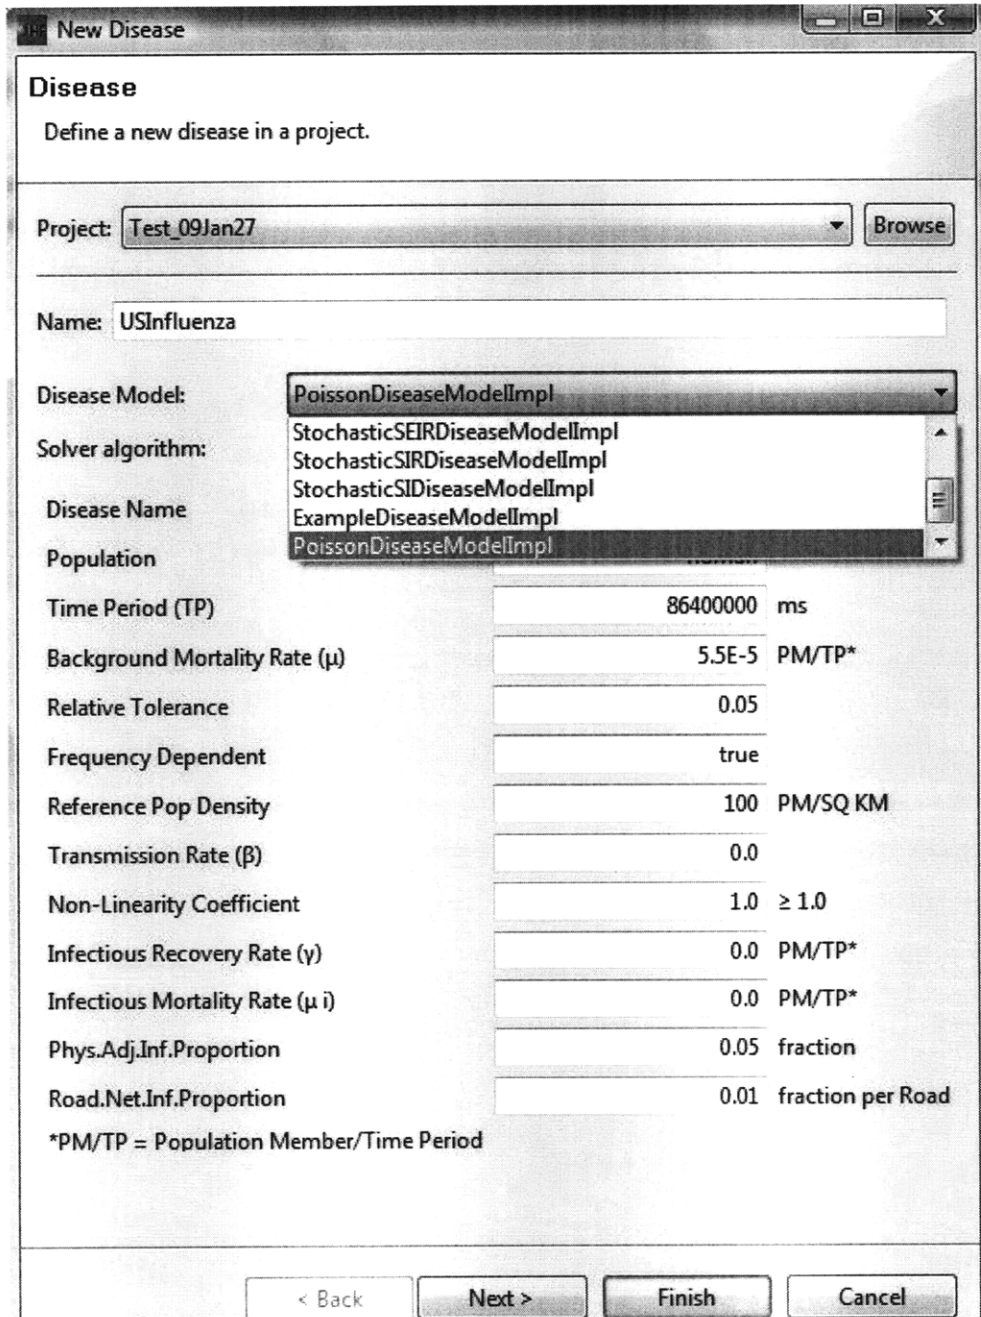 New Disease
Disease
Define a new disease in a project.
Project: Test_09Jan27 Browse
Name: USInfluenza
Disease Model: PoissonDiseaseModelImpl
StochasticSEIRDiseaseModelImpl
Solver algorithm:
StochasticSIRDiseaseModelImpl
StochasticSIDiseaseModelImpl
Disease Name
ExampleDiseaseModelImpl
PoissonDiseaseModelImpl
Population
Time Period (TP) 86400000 ms
Background Mortality Rate (μ) 5.5E-5 PM/TP*
Relative Tolerance 0.05
Frequency Dependent true
Reference Pop Density 100 PM/SQ KM
Transmission Rate (β) 0.0
Non-Linearity Coefficient 1.0 ≥ 1.0
Infectious Recovery Rate (γ) 0.0 PM/TP*
Infectious Mortality Rate (μ i) 0.0 PM/TP*
Phys.Adj.Inf.Proportion 0.05 fraction
Road.Net.Inf.Proportion 0.01 fraction per Road
*PM/TP = Population Member/Time Period
< Back Next > Finish Cancel